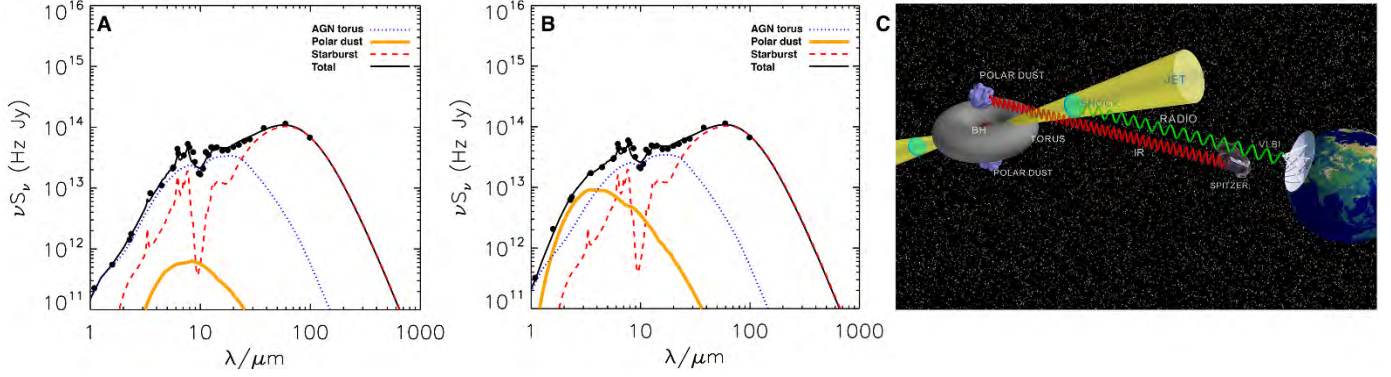 A
AGN torus
Polar dust
Starburst
Total
10^16
10^15
10^14
10^13
10^12
10^11
νS_ν (Hz Jy)
1
10
100
1000
λ/μm
B
AGN torus
Polar dust
Starburst
Total
10^16
10^15
10^14
10^13
10^12
10^11
νS_ν (Hz Jy)
1
10
100
1000
λ/μm
C
POLAR DUST
JET
SHOCK
RADIO
BH
TORUS
IR
VLBI
POLAR DUST
SPITZER